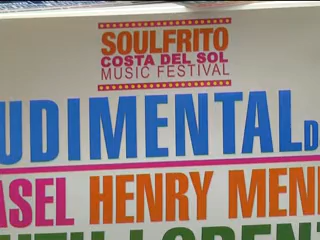 SOULFRITO
COSTA DEL SOL
MUSIC FESTIVAL
UDIMENTAL D
ASEL HENRY MEN